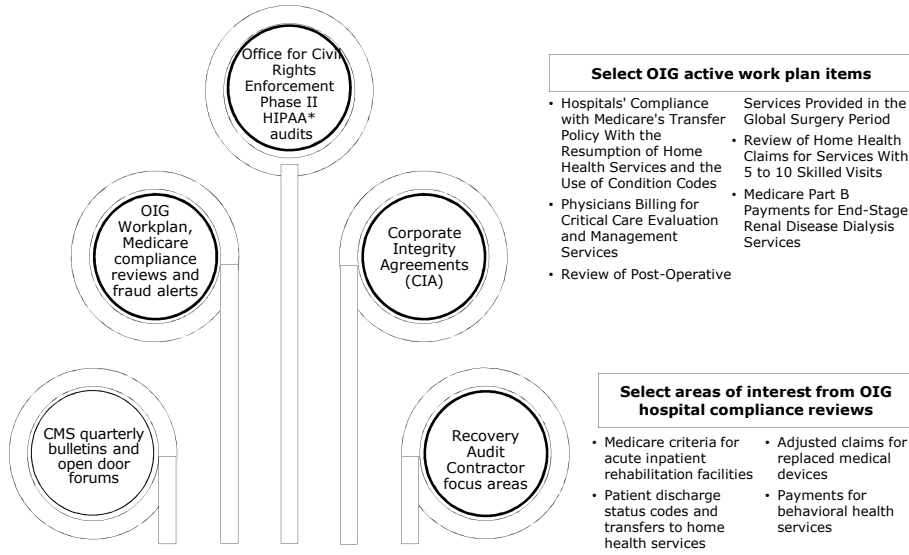 Office for Civil
Rights
Enforcement
Phase II
HIPAA*
audits
OIG
Workplan,
Medicare
compliance
reviews and
fraud alerts
Corporate
Integrity
Agreements
(CIA)
CMS quarterly
bulletins and
open door
forums
Recovery
Audit
Contractor
focus areas
Select OIG active work plan items
• Hospitals' Compliance
with Medicare's Transfer
Policy With the
Resumption of Home
Health Services and the
Use of Condition Codes
• Physicians Billing for
Critical Care Evaluation
and Management
Services
• Review of Post-Operative
Services Provided in the
Global Surgery Period
• Review of Home Health
Claims for Services With
5 to 10 Skilled Visits
• Medicare Part B
Payments for End-Stage
Renal Disease Dialysis
Services
Select areas of interest from OIG
hospital compliance reviews
• Medicare criteria for
acute inpatient
rehabilitation facilities
• Patient discharge
status codes and
transfers to home
health services
• Adjusted claims for
replaced medical
devices
• Payments for
behavioral health
services